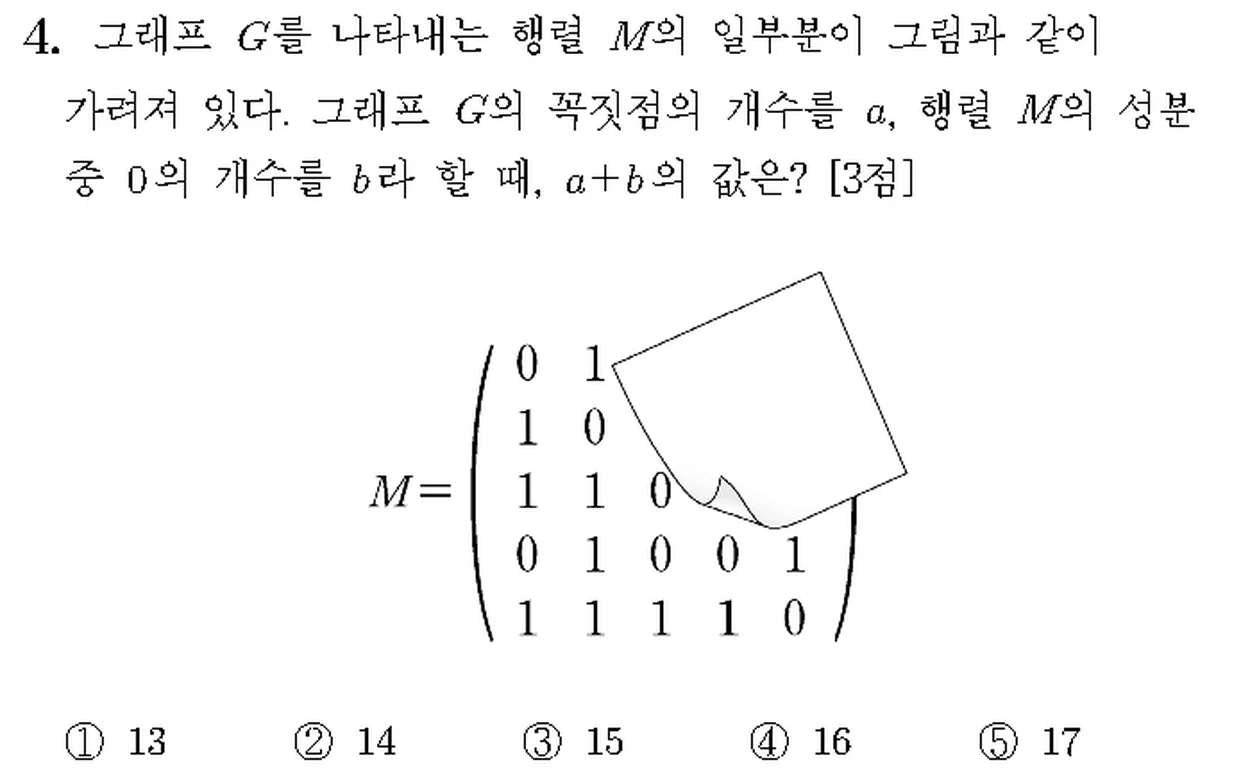 4. 그래프 G를 나타내는 행렬 M의 일부분이 그림과 같이
가려져 있다. 그래프 G의 꼭짓점의 개수를 a, 행렬 M의 성분
중 0의 개수를 b라 할 때, a+b의 값은? [3점]
0 1
1 0
M= 1 1 0
0 1 0 0 1
1 1 1 1 0
① 13 ② 14 ③ 15 ④ 16 ⑤ 17